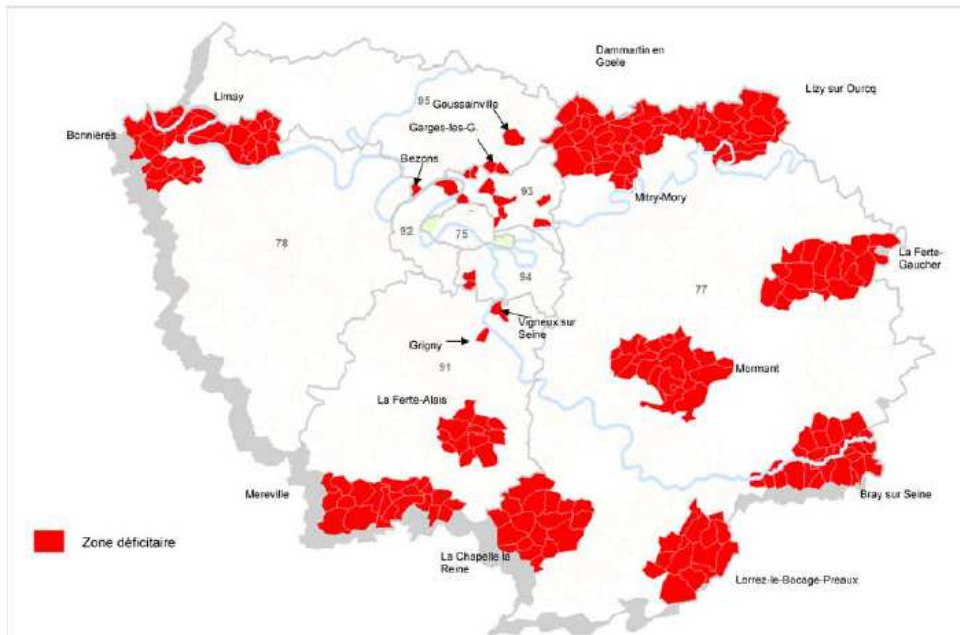 Dammartin en
Goele
Lizy sur Ourcq
Limay
95
Goussainville
Bonnières
Garges-les-G.
Bezons
93
Mitry-Mory
92
75
78
La Ferte-
Gaucher
94
77
Vigneux sur
Seine
Grigny
Mormant
91
La Ferte-Alais
Mereville
Bray sur Seine
Zone déficitaire
La Chapelle la
Reine
Lorrez-le-Bocage-Preaux